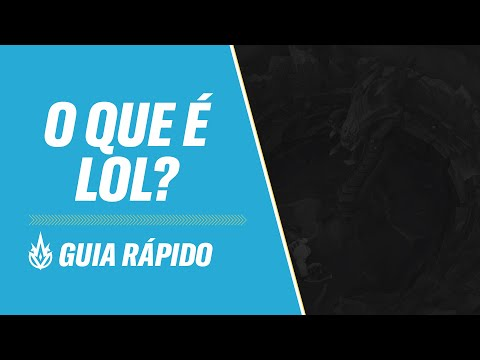 O QUE É
LOL?
GUIA RÁPIDO